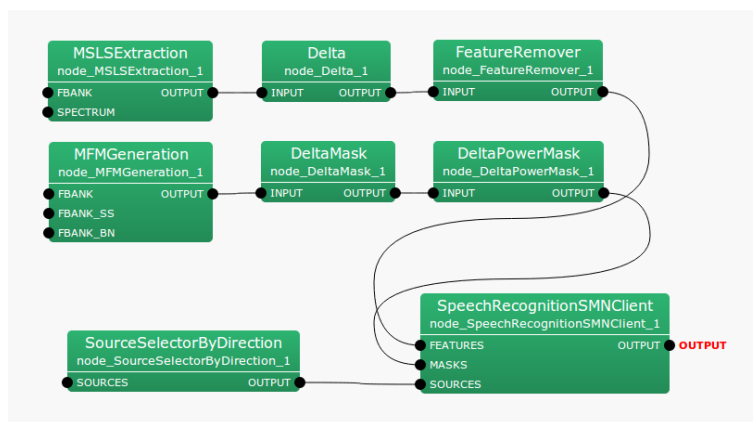 MSLSExtraction
node_MSLSExtraction_1
FBANK OUTPUT
SPECTRUM
Delta
node_Delta_1
INPUT OUTPUT
FeatureRemover
node_FeatureRemover_1
INPUT OUTPUT
MFMGeneration
node_MFMGeneration_1
FBANK OUTPUT
FBANK_SS
FBANK_BN
DeltaMask
node_DeltaMask_1
INPUT OUTPUT
DeltaPowerMask
node_DeltaPowerMask_1
INPUT OUTPUT
SourceSelectorByDirection
node_SourceSelectorByDirection_1
SOURCES OUTPUT
SpeechRecognitionSMNClient
node_SpeechRecognitionSMNClient_1
FEATURES OUTPUT OUTPUT
MASKS
SOURCES